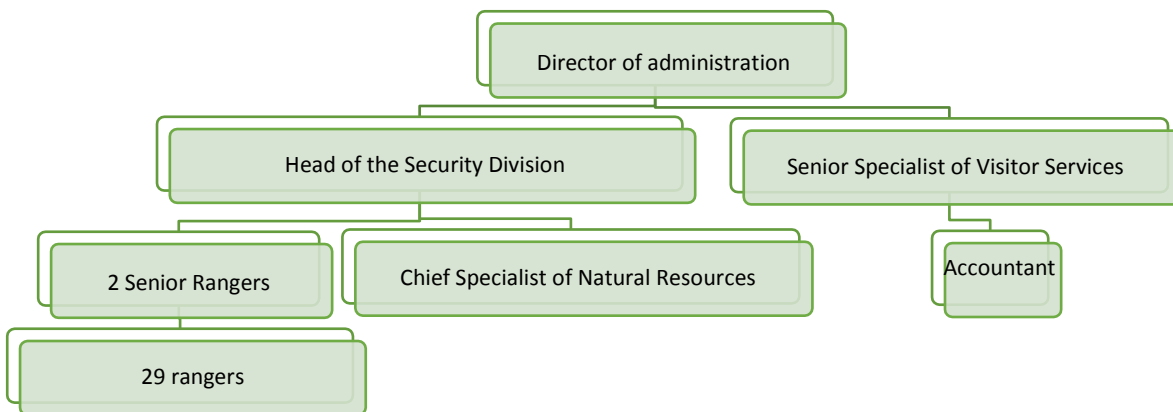 Director of administration
Head of the Security Division
Senior Specialist of Visitor Services
2 Senior Rangers
Chief Specialist of Natural Resources
Accountant
29 rangers